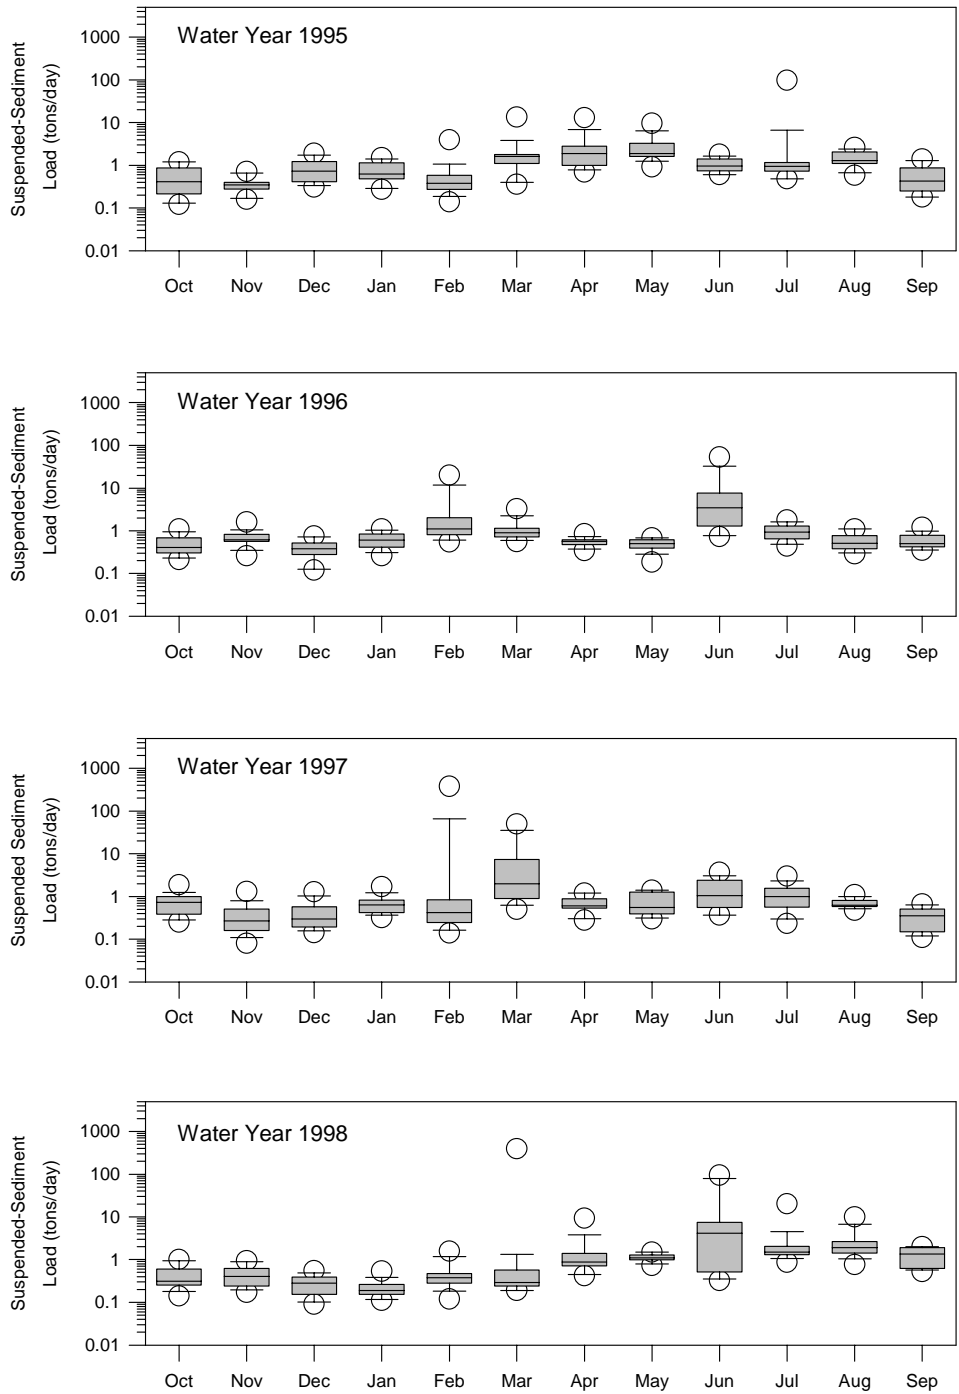 Water Year 1995
Suspended-Sediment
Load (tons/day)
1000
100
10
1
0.1
0.01
Oct Nov Dec Jan Feb Mar Apr May Jun Jul Aug Sep
Water Year 1996
Suspended-Sediment
Load (tons/day)
1000
100
10
1
0.1
0.01
Oct Nov Dec Jan Feb Mar Apr May Jun Jul Aug Sep
Water Year 1997
Suspended Sediment
Load (tons/day)
1000
100
10
1
0.1
0.01
Oct Nov Dec Jan Feb Mar Apr May Jun Jul Aug Sep
Water Year 1998
Suspended-Sediment
Load (tons/day)
1000
100
10
1
0.1
0.01
Oct Nov Dec Jan Feb Mar Apr May Jun Jul Aug Sep